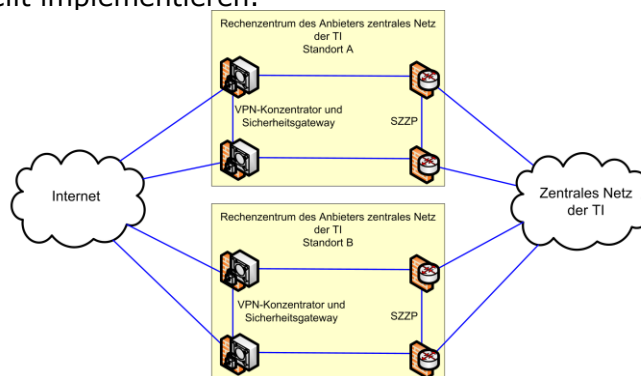 implementieren.
Rechenzentrum des Anbieters zentrales Netz
der TI
Standort A
VPN-Konzentrator und
Sicherheitsgateway
SZZP
Internet
Zentrales Netz
der TI
Rechenzentrum des Anbieters zentrales Netz
der TI
Standort B
VPN-Konzentrator und
Sicherheitsgateway
SZZP